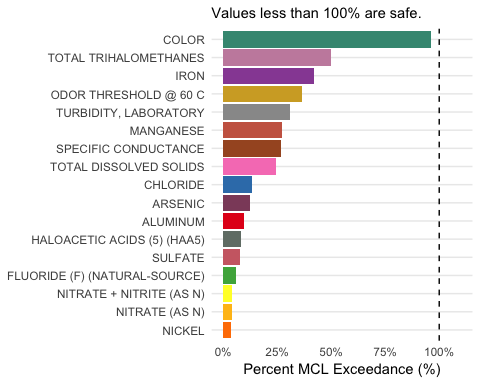 Values less than 100% are safe.
COLOR
TOTAL TRIHALOMETHANES
IRON
ODOR THRESHOLD @ 60 C
TURBIDITY, LABORATORY
MANGANESE
SPECIFIC CONDUCTANCE
TOTAL DISSOLVED SOLIDS
CHLORIDE
ARSENIC
ALUMINUM
HALOACETIC ACIDS (5) (HAA5)
SULFATE
FLUORIDE (F) (NATURAL-SOURCE)
NITRATE + NITRITE (AS N)
NITRATE (AS N)
NICKEL
0% 25% 50% 75% 100%
Percent MCL Exceedance (%)